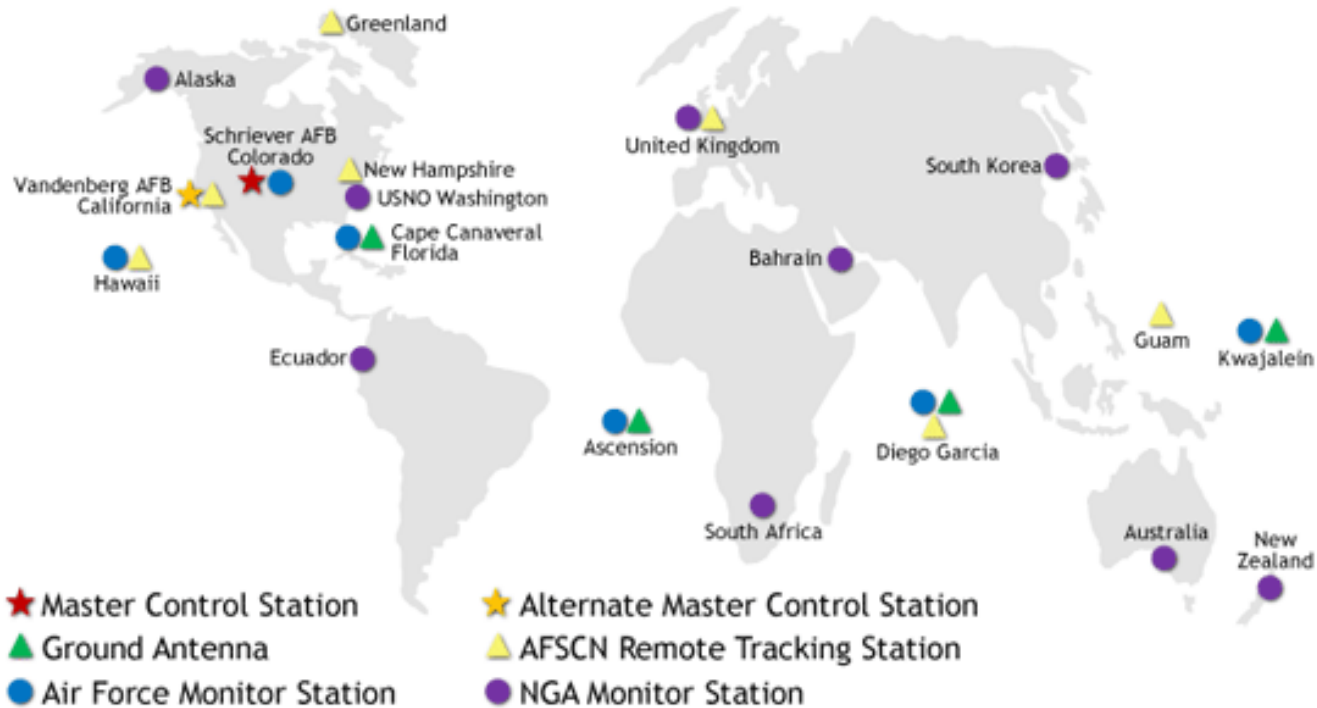 Greenland
Alaska
Schriever AFB
Colorado
New Hampshire
Vandenberg AFB
California
USNO Washington
Cape Canaveral
Florida
Hawaii
Ecuador
United Kingdom
South Korea
Bahrain
Guam
Kwajalein
Ascension
Diego Garcia
South Africa
Australia
New
Zealand
Master Control Station
Alternate Master Control Station
Ground Antenna
AFSCN Remote Tracking Station
Air Force Monitor Station
NGA Monitor Station